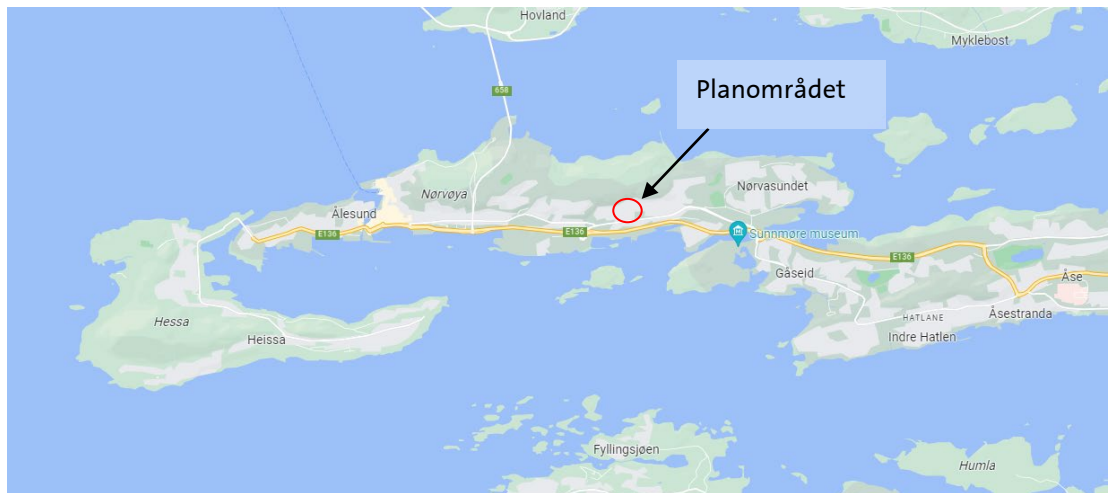 Hovland
Myklebost
658
Planområdet
Nørvøya
Nørvasundet
Ålesund
E136
E136
Sunnmøre museum
E136
Gåseid
Åse
Hessa
Heissa
HATLANE
Åsestranda
Indre Hatlen
Fyllingsjøen
Humla